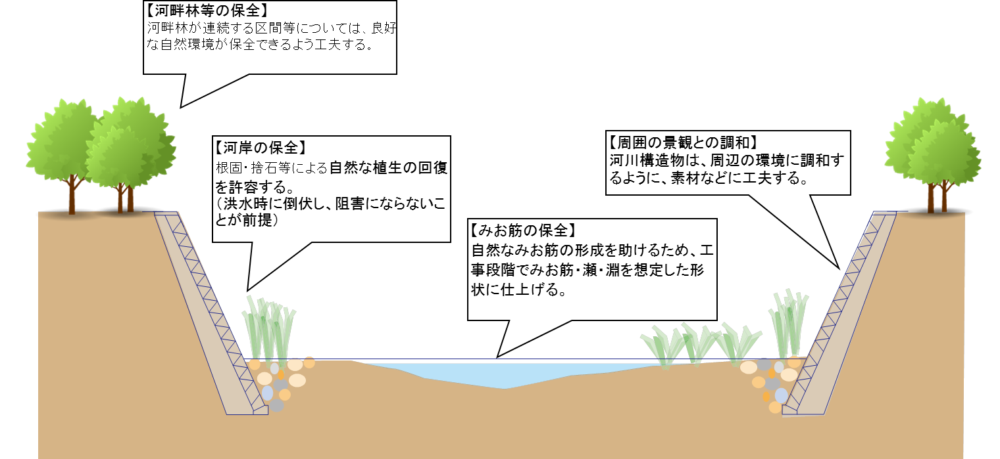 【河畔林等の保全】
河畔林が連続する区間等については、良好
な自然環境が保全できるよう工夫する。
【河岸の保全】
根固・捨石等による自然な植生の回復
を許容する。
（洪水時に倒伏し、阻害にならないこ
とが前提）
【周囲の景観との調和】
河川構造物は、周辺の環境に調和す
るように、素材などに工夫する。
【みお筋の保全】
自然なみお筋の形成を助けるため、工
事段階でみお筋・瀬・淵を想定した形
状に仕上げる。